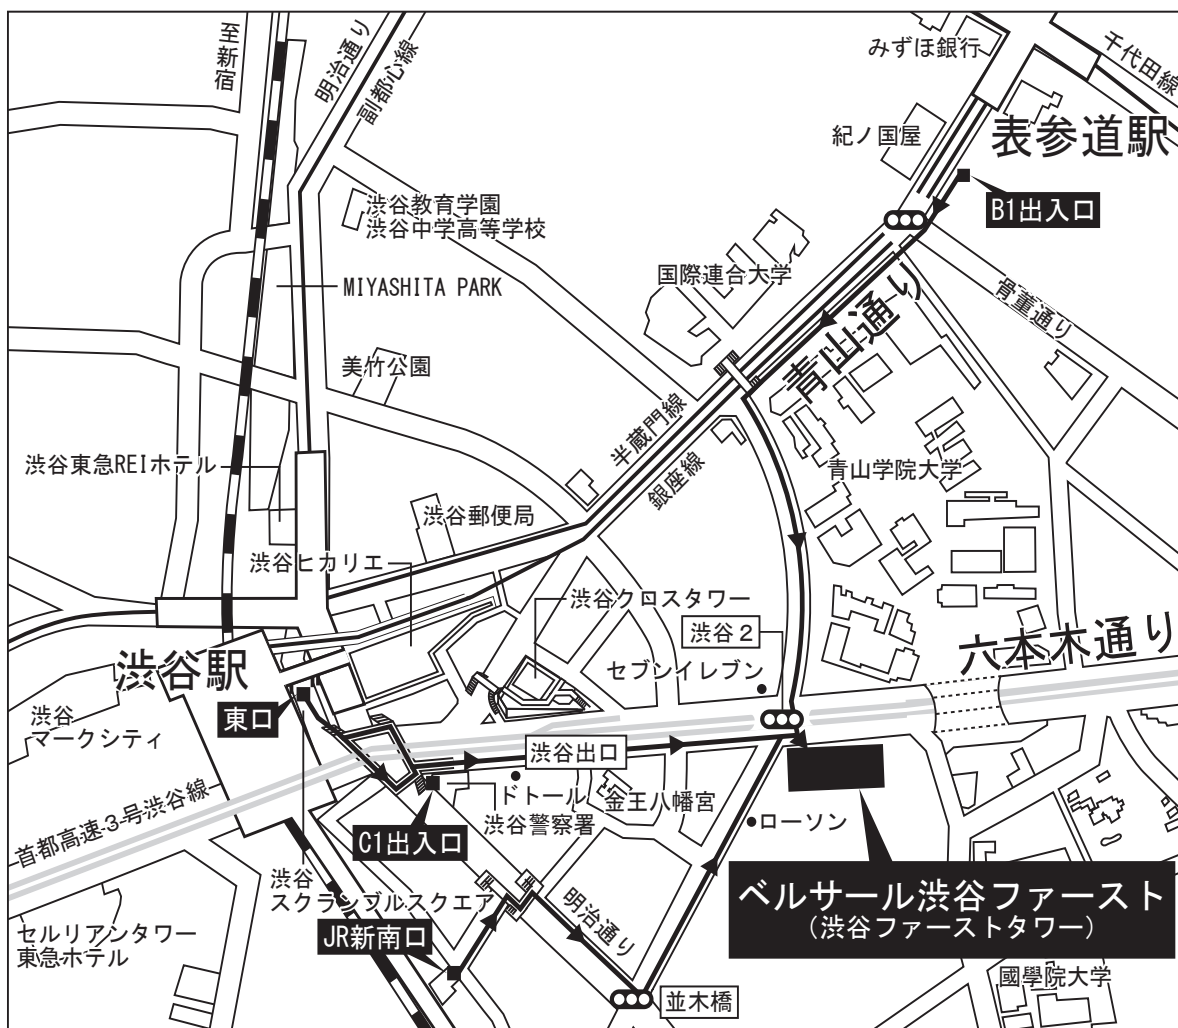 至新宿
明治通り
副都心線
みずほ銀行
千代田線
紀ノ国屋
表参道駅
B1出入口
渋谷教育学園
渋谷中学高等学校
国際連合大学
MIYASHITA PARK
骨董通り
青山通り
美竹公園
半蔵門線
銀座線
渋谷東急REIホテル
青山学院大学
渋谷郵便局
渋谷ヒカリエ
渋谷クロスタワー
渋谷2
セブンイレブン
六本木通り
渋谷駅
東口
渋谷
マークシティ
渋谷出口
首都高速3号渋谷線
ドトール
渋谷警察署
金王八幡宮
ローソン
C1出入口
渋谷
スクランブルスクエア
JR新南口
明治通り
ベルサール渋谷ファースト
(渋谷ファーストタワー)
セルリアンタワー
東急ホテル
並木橋
國學院大学